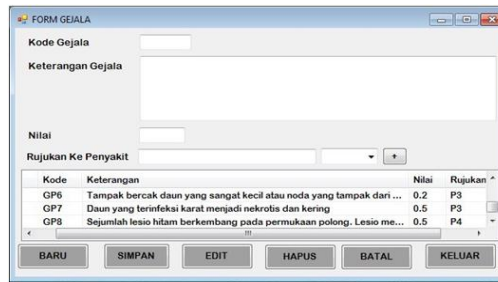 FORM GEJALA
Kode Gejala
Keterangan Gejala
Nilai
Rujukan Ke Penyakit +
Kode Keterangan Nilai Rujukan
GP6 Tampak bercak daun yang sangat kecil atau noda yang tampak dari ... 0.2 P3
GP7 Daun yang terinfeksi karat menjadi nekrotis dan kering 0.5 P3
GP8 Sejumlah lesio hitam berkembang pada permukaan polong. Lesio me... 0.5 P4
BARU SIMPAN EDIT HAPUS BATAL KELUAR